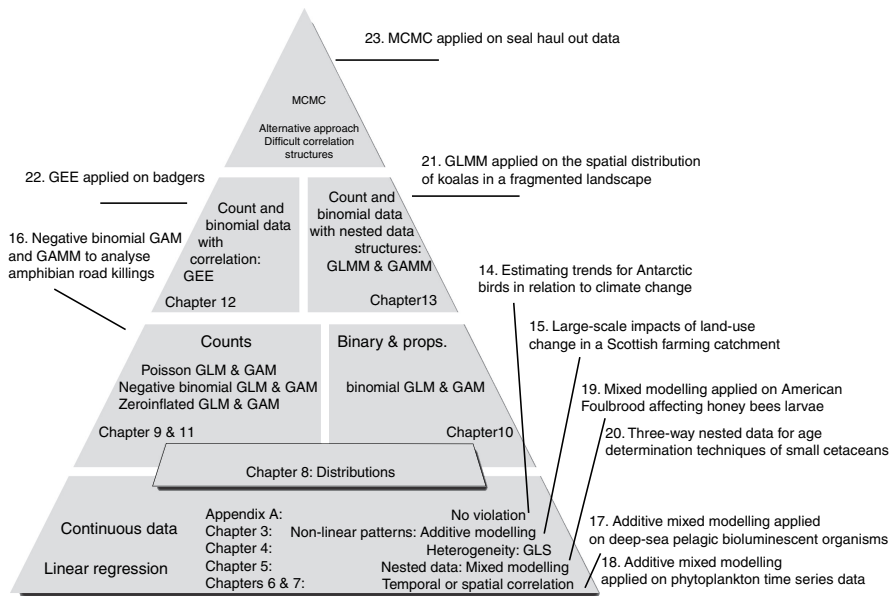 23. MCMC applied on seal haul out data
MCMC
Alternative approach
Difficult correlation
structures
21. GLMM applied on the spatial distribution
of koalas in a fragmented landscape
22. GEE applied on badgers
Count and
binomial data
with
correlation:
GEE
Chapter 12
Count and
binomial data
with nested data
structures:
GLMM & GAMM
Chapter13
16. Negative binomial GAM
and GAMM to analyse
amphibian road killings
14. Estimating trends for Antarctic
birds in relation to climate change
15. Large-scale impacts of land-use
change in a Scottish farming catchment
Counts
Poisson GLM & GAM
Negative binomial GLM & GAM
Zeroinflated GLM & GAM
Chapter 9 & 11
Binary & props.
binomial GLM & GAM
Chapter10
19. Mixed modelling applied on American
Foulbrood affecting honey bees larvae
20. Three-way nested data for age
determination techniques of small cetaceans
Chapter 8: Distributions
Continuous data
Linear regression
Appendix A: No violation
Chapter 3: Non-linear patterns: Additive modelling
Chapter 4: Heterogeneity: GLS
Chapter 5: Nested data: Mixed modelling
Chapters 6 & 7: Temporal or spatial correlation
17. Additive mixed modelling applied
on deep-sea pelagic bioluminescent organisms
18. Additive mixed modelling
applied on phytoplankton time series data